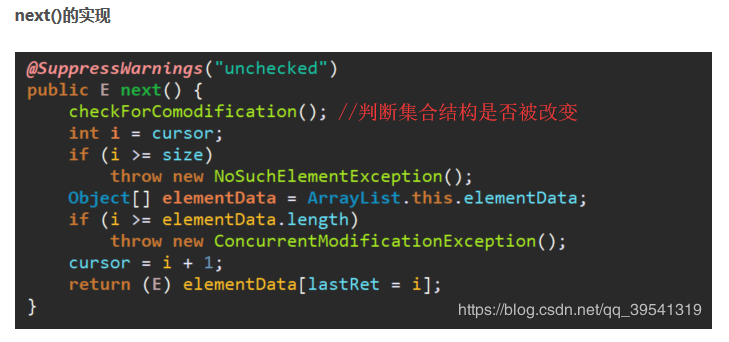 next()的实现
@SuppressWarnings("unchecked")
public E next() {
    checkForComodification(); //判断集合结构是否被改变
    int i = cursor;
    if (i >= size)
        throw new NoSuchElementException();
    Object[] elementData = ArrayList.this.elementData;
    if (i >= elementData.length)
        throw new ConcurrentModificationException();
    cursor = i + 1;
    return (E) elementData[lastRet = i];
}
https://blog.csdn.net/qq_39541319